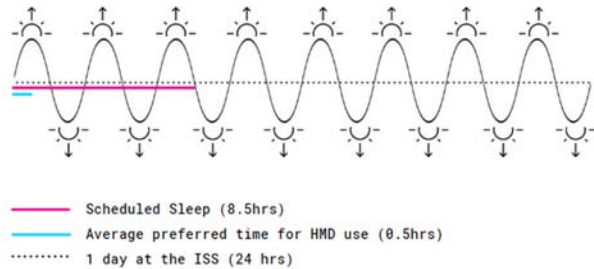 Scheduled Sleep (8.5hrs)
Average preferred time for HMD use (0.5hrs)
1 day at the ISS (24 hrs)